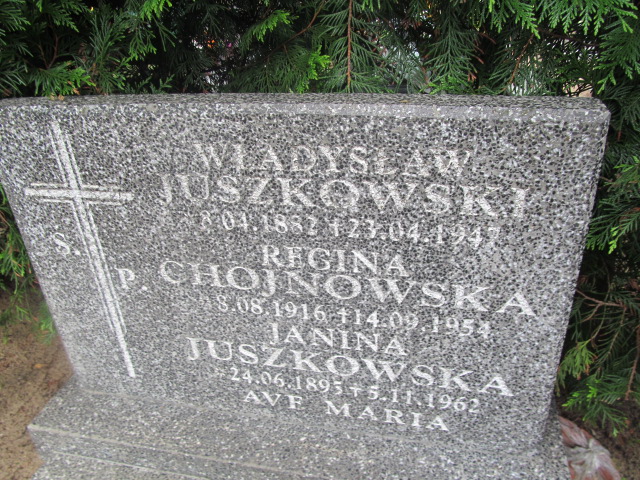 WŁADYSŁAW
JUSZKOWSKI
* 8.04.1882 † 23.04.1947
REGINA
Ś. P. CHOJNOWSKA
* 8.08.1916 † 14.09.1954
JANINA
JUSZKOWSKA
* 24.06.1895 † 5.11.1962
AVE MARIA